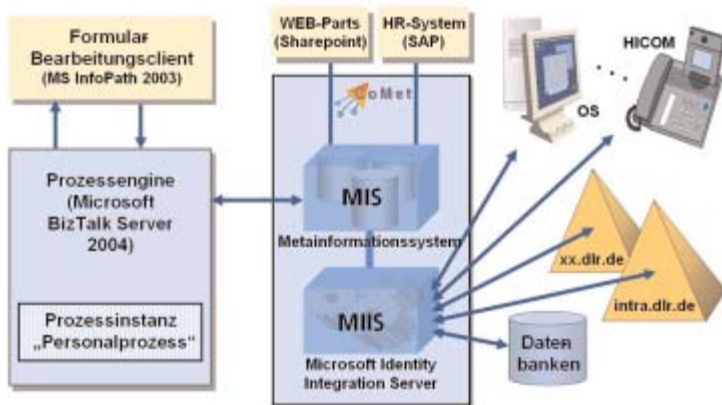 Formular
Bearbeitungsclient
(MS InfoPath 2003)
WEB-Parts
(Sharepoint)
HR-System
(SAP)
HICOM
OS
CoMet
Prozessengine
(Microsoft
BizTalk Server
2004)
MIS
Metainformationssystem
xx.dlr.de
intra.dlr.de
Prozessinstanz
„Personalprozess“
MIIS
Microsoft Identity
Integration Server
Daten
banken